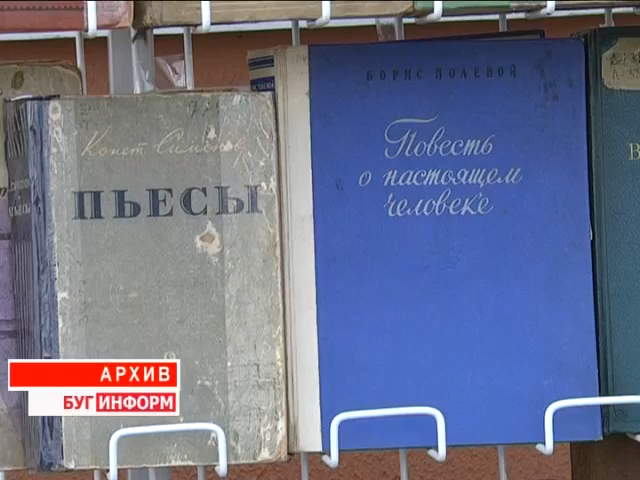 Конст. Симонов
ПЬЕСЫ
БОРИС ПОЛЕВОЙ
Повесть
о настоящем
человеке
В
АРХИВ
БУГИНФОРМ